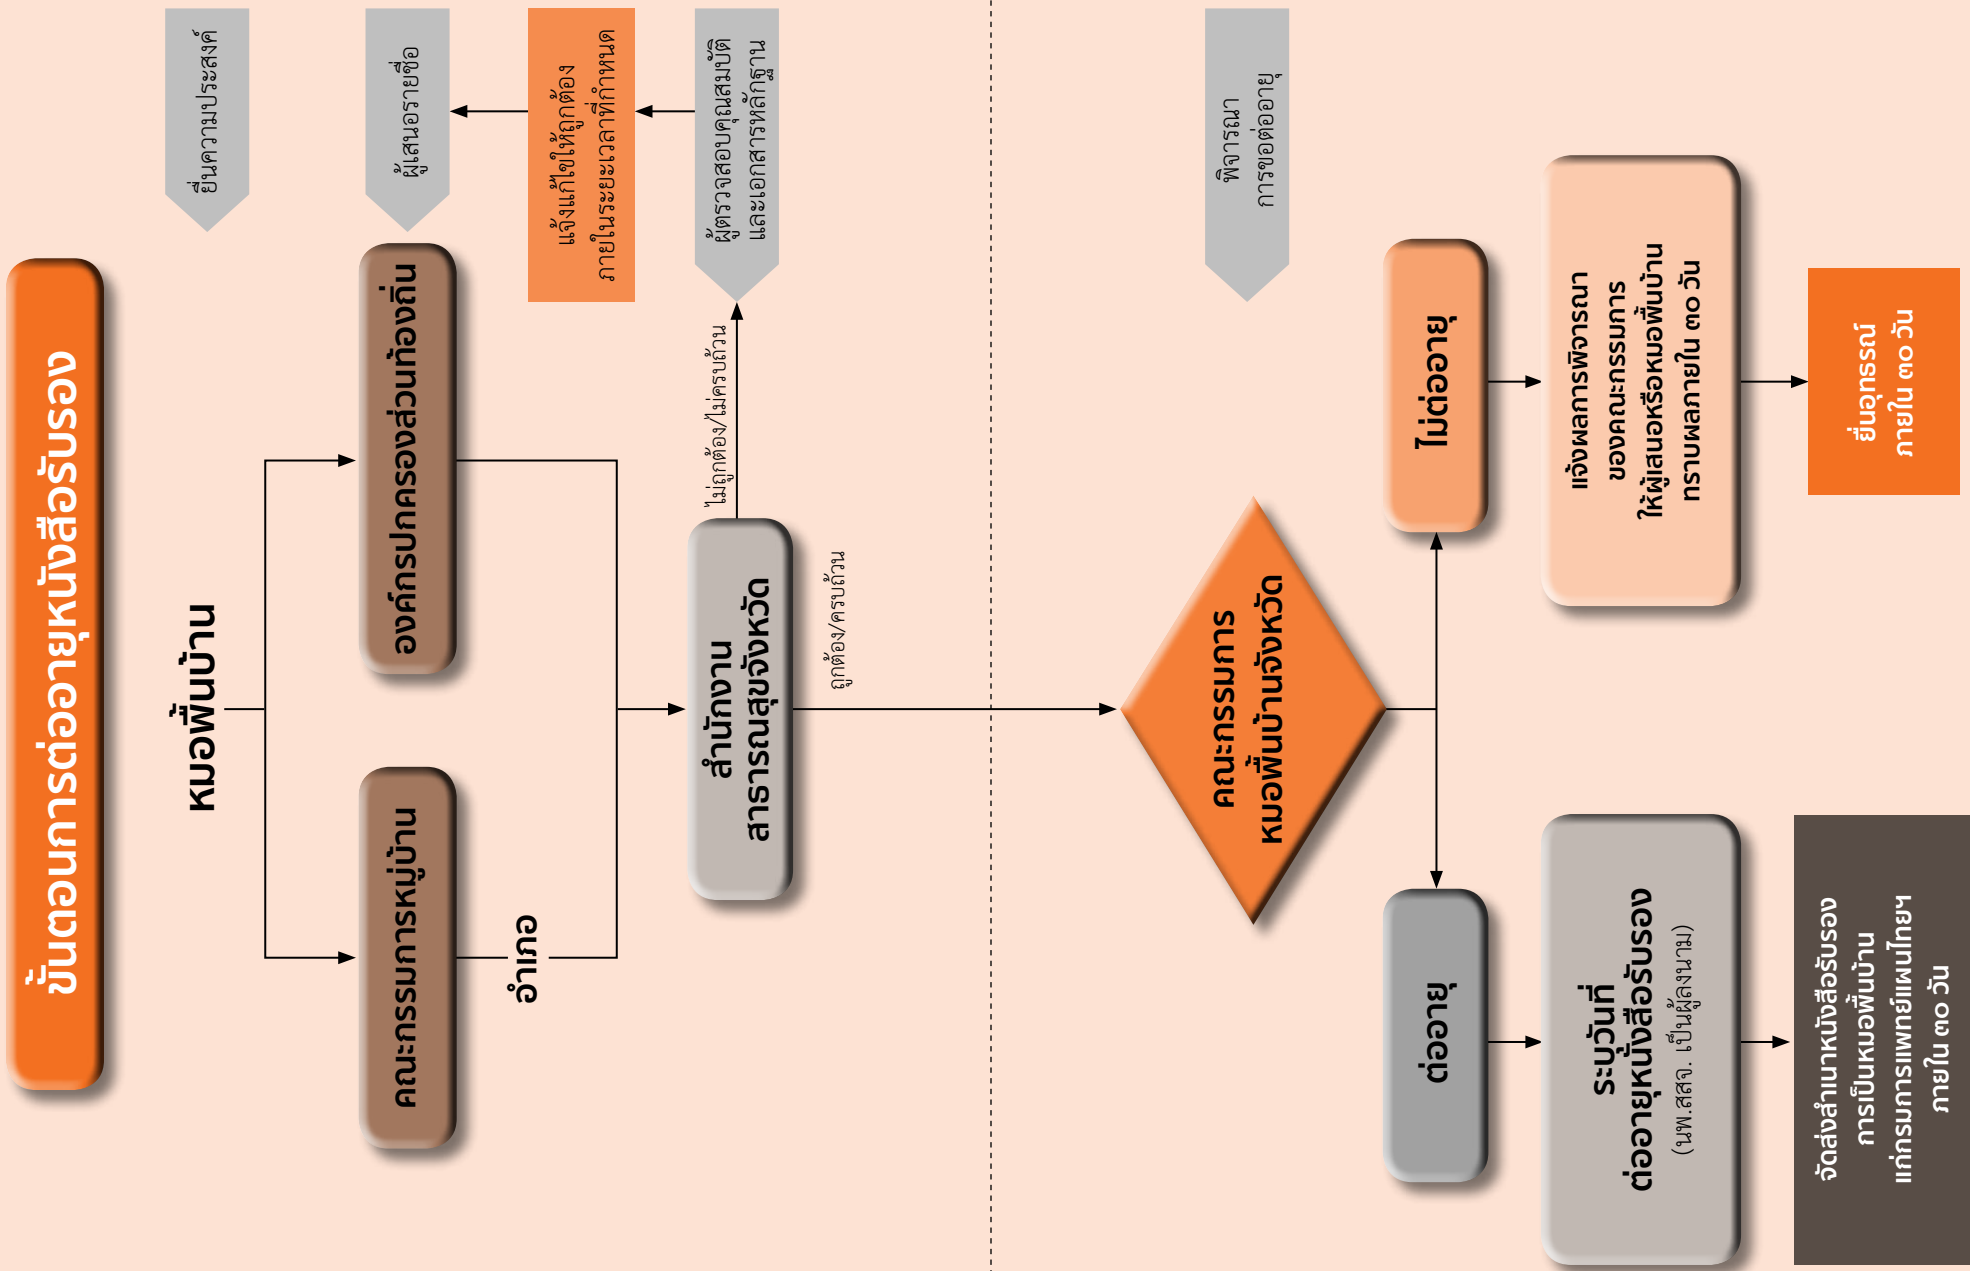 ขั้นตอนการต่ออายุหนังสือรับรอง
หมอพื้นบ้าน
ยื่นความประสงค์
คณะกรรมการหมู่บ้าน
องค์กรปกครองส่วนท้องถิ่น
ผู้เสนอรายชื่อ
อำเภอ
แจ้งแก้ไขให้ถูกต้อง
ภายในระยะเวลาที่กำหนด
สำนักงาน
สาธารณสุขจังหวัด
ไม่ถูกต้อง/ไม่ครบถ้วน
ผู้ตรวจสอบคุณสมบัติ
และเอกสารหลักฐาน
ถูกต้อง/ครบถ้วน
คณะกรรมการ
หมอพื้นบ้านจังหวัด
พิจารณา
การขอต่ออายุ
ต่ออายุ
ไม่ต่ออายุ
ระบุวันที่
ต่ออายุหนังสือรับรอง
(นพ.สสจ. เป็นผู้ลงนาม)
แจ้งผลการพิจารณา
ของคณะกรรมการ
ให้ผู้เสนอหรือหมอพื้นบ้าน
ทราบผลภายใน ๓๐ วัน
จัดส่งสำเนาหนังสือรับรอง
การเป็นหมอพื้นบ้าน
แก่กรมการแพทย์แผนไทยฯ
ภายใน ๓๐ วัน
ยื่นอุทธรณ์
ภายใน ๓๐ วัน